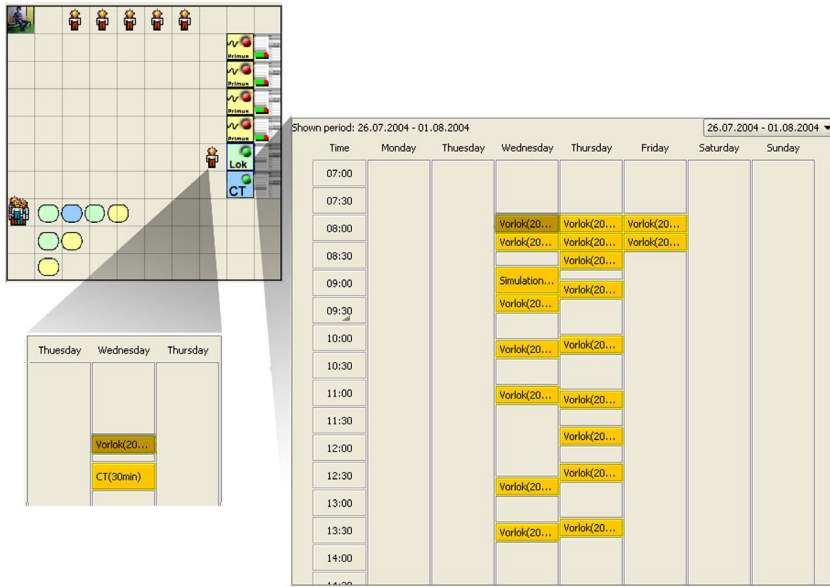 Primus
Primus
Primus
Primus
Lok
CT
Thuesday Wednesday Thursday
Vorlok(20...
CT(30min)
Shown period: 26.07.2004 - 01.08.2004
26.07.2004 - 01.08.2004
Time Monday Thuesday Wednesday Thursday Friday Saturday Sunday
07:00
07:30
08:00 Vorlok(20... Vorlok(20... Vorlok(20...
Vorlok(20... Vorlok(20... Vorlok(20...
08:30 Vorlok(20...
09:00 Simulation... Vorlok(20...
09:30 Vorlok(20...
10:00 Vorlok(20... Vorlok(20...
10:30
11:00 Vorlok(20... Vorlok(20...
11:30 Vorlok(20...
12:00
12:30 Vorlok(20... Vorlok(20...
13:00
13:30 Vorlok(20... Vorlok(20...
14:00